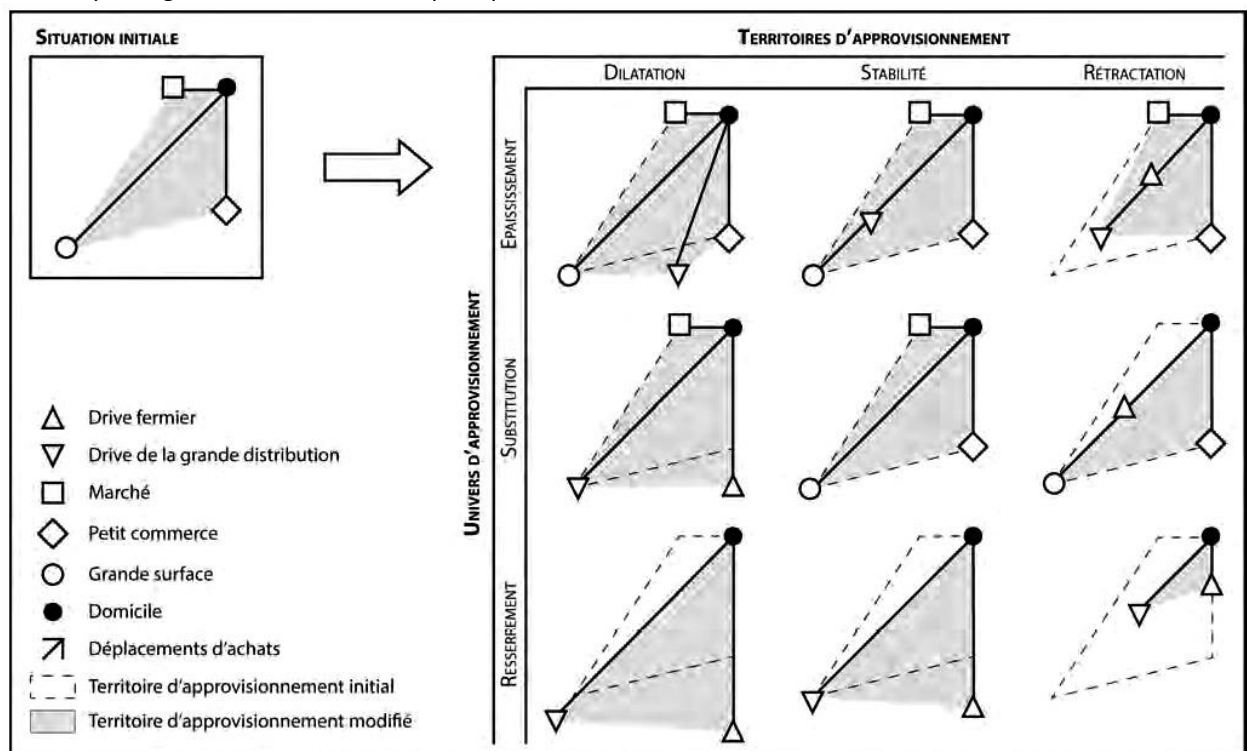 SITUATION INITIALE
TERRITOIRES D'APPROVISIONNEMENT
DILATATION
STABILITÉ
RÉTRACTATION
UNIVERS D'APPROVISIONNEMENT
EPAISSISSEMENT
SUBSTITUTION
RESSERREMENT
Drive fermier
Drive de la grande distribution
Marché
Petit commerce
Grande surface
Domicile
Déplacements d'achats
Territoire d'approvisionnement initial
Territoire d'approvisionnement modifié